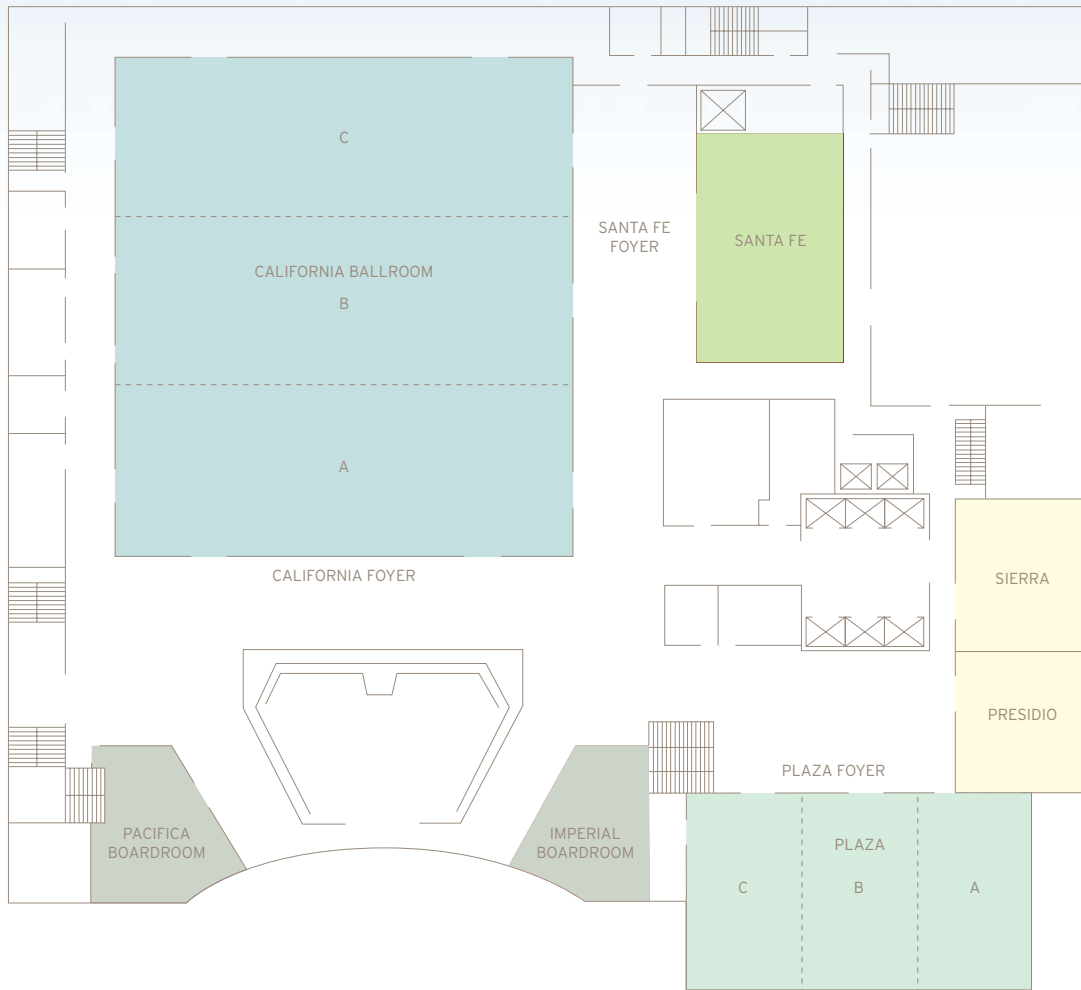 C
SANTA FE
FOYER
SANTA FE
CALIFORNIA BALLROOM
B
A
CALIFORNIA FOYER
SIERRA
PRESIDIO
PLAZA FOYER
PACIFICA
BOARDROOM
IMPERIAL
BOARDROOM
PLAZA
C
B
A